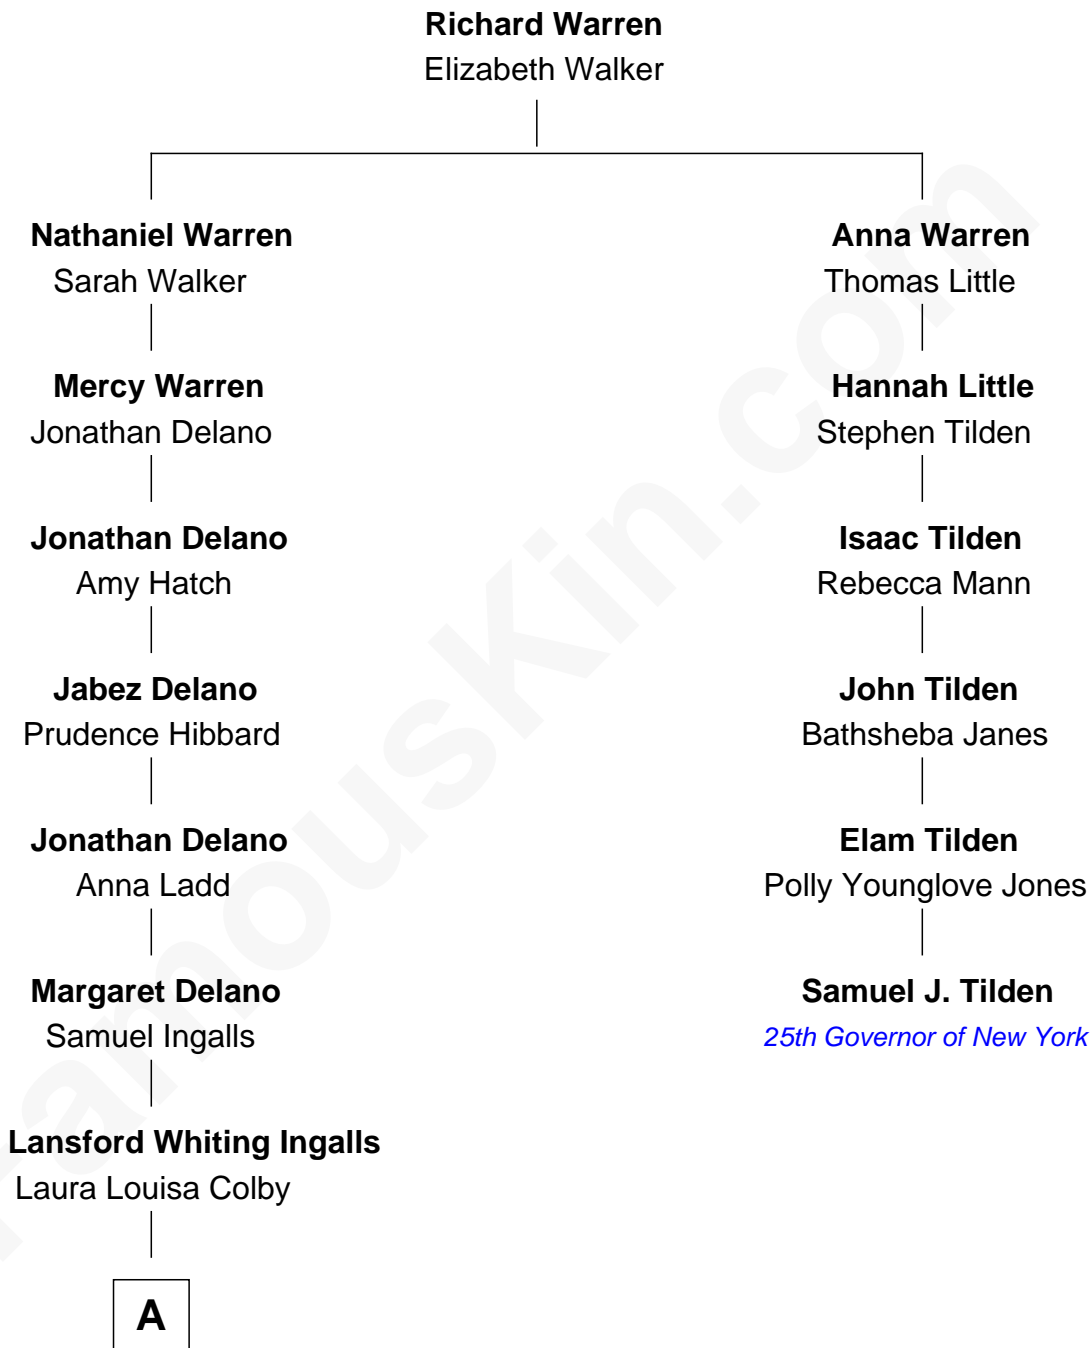 Richard Warren
Elizabeth Walker
Nathaniel Warren
Sarah Walker
Anna Warren
Thomas Little
Mercy Warren
Jonathan Delano
Hannah Little
Stephen Tilden
Jonathan Delano
Amy Hatch
Isaac Tilden
Rebecca Mann
Jabez Delano
Prudence Hibbard
John Tilden
Bathsheba Janes
Jonathan Delano
Anna Ladd
Elam Tilden
Polly Younglove Jones
Margaret Delano
Samuel Ingalls
Samuel J. Tilden
25th Governor of New York
Lansford Whiting Ingalls
Laura Louisa Colby
A
FamousKin.com